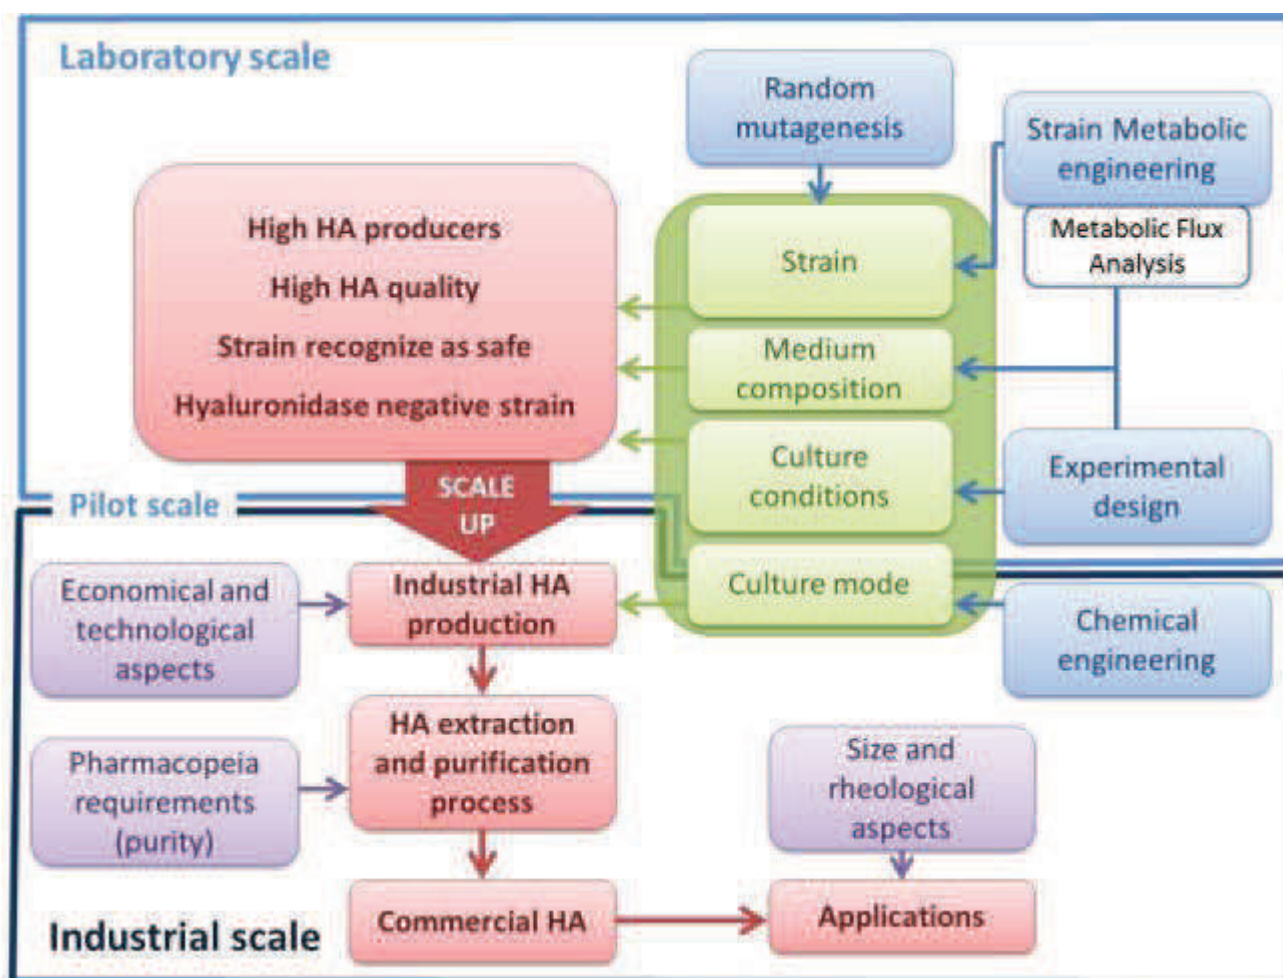 Laboratory scale
Random
mutagenesis
Strain Metabolic
engineering
Metabolic Flux
Analysis
High HA producers
High HA quality
Strain recognize as safe
Hyaluronidase negative strain
Strain
Medium
composition
Culture
conditions
Culture mode
Experimental
design
Chemical
engineering
SCALE
UP
Pilot scale
Economical and
technological
aspects
Industrial HA
production
Pharmacopeia
requirements
(purity)
HA extraction
and purification
process
Size and
rheological
aspects
Commercial HA
Applications
Industrial scale